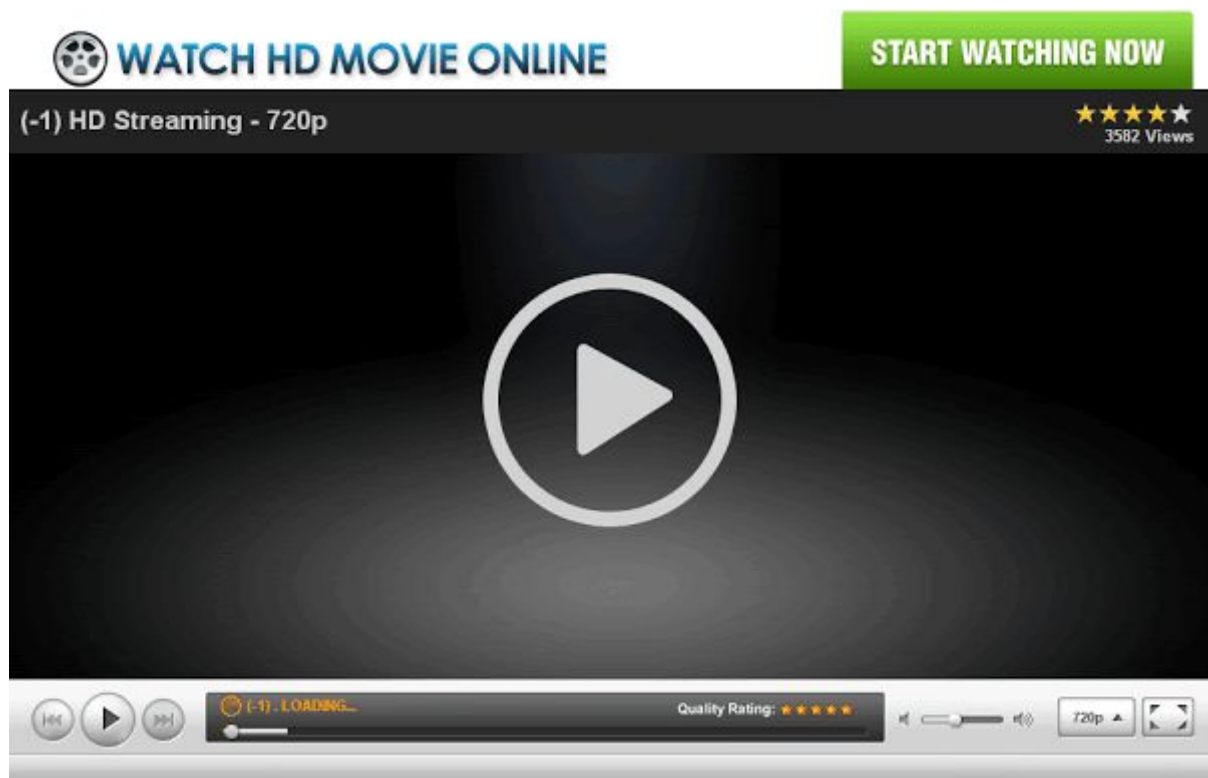 WATCH HD MOVIE ONLINE
START WATCHING NOW
(-1) HD Streaming - 720p
3582 Views
(-1) . LOADING...
Quality Rating:
720p